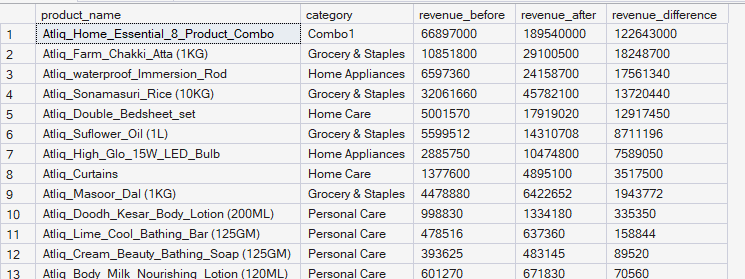 product_name category revenue_before revenue_after revenue_difference
1 Atliq_Home_Essential_8_Product_Combo Combo1 66897000 189540000 122643000
2 Atliq_Farm_Chakki_Atta (1KG) Grocery & Staples 10851800 29100500 18248700
3 Atliq_waterproof_Immersion_Rod Home Appliances 6597360 24158700 17561340
4 Atliq_Sonamasuri_Rice (10KG) Grocery & Staples 32061660 45782100 13720440
5 Atliq_Double_Bedsheet_set Home Care 5001570 17919020 12917450
6 Atliq_Suflower_Oil (1L) Grocery & Staples 5599512 14310708 8711196
7 Atliq_High_Glo_15W_LED_Bulb Home Appliances 2885750 10474800 7589050
8 Atliq_Curtains Home Care 1377600 4895100 3517500
9 Atliq_Masoor_Dal (1KG) Grocery & Staples 4478880 6422652 1943772
10 Atliq_Doodh_Kesar_Body_Lotion (200ML) Personal Care 998830 1334180 335350
11 Atliq_Lime_Cool_Bathing_Bar (125GM) Personal Care 478516 637360 158844
12 Atliq_Cream_Beauty_Bathing_Soap (125GM) Personal Care 393625 483145 89520
13 Atliq_Body_Milk_Nourishing_Lotion (120ML) Personal Care 601270 671830 70560